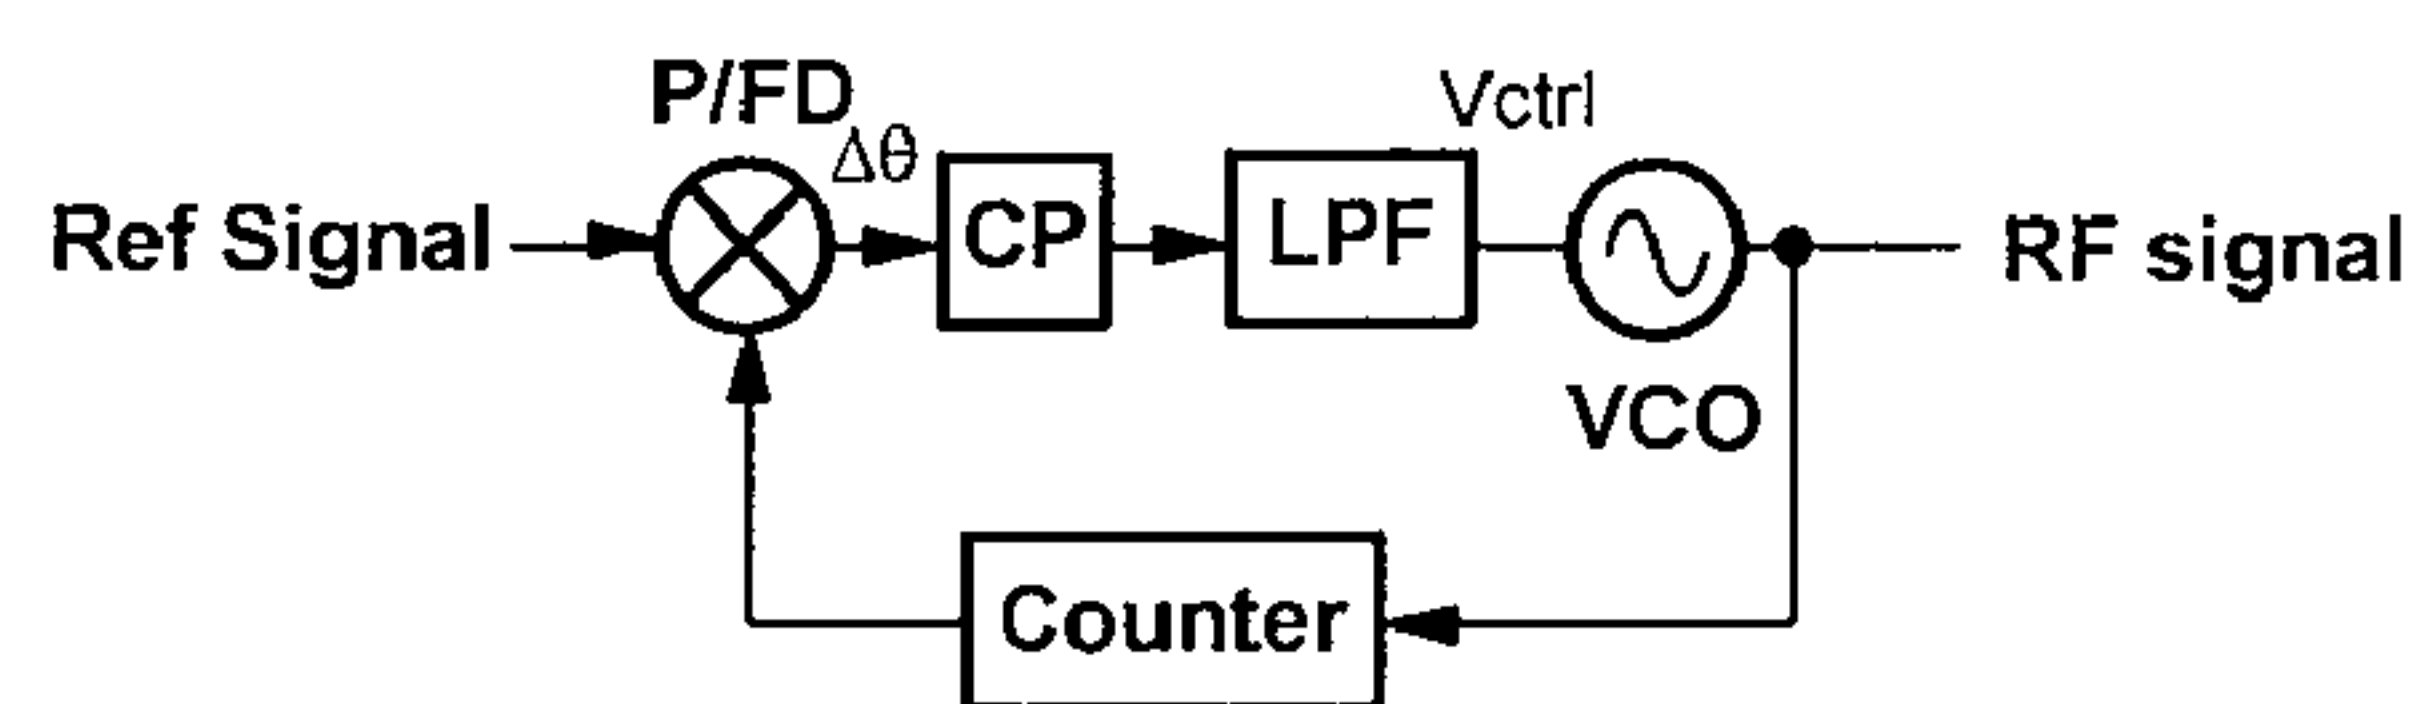 P/FD
Δθ
Vctrl
Ref Signal
CP
LPF
RF signal
VCO
Counter